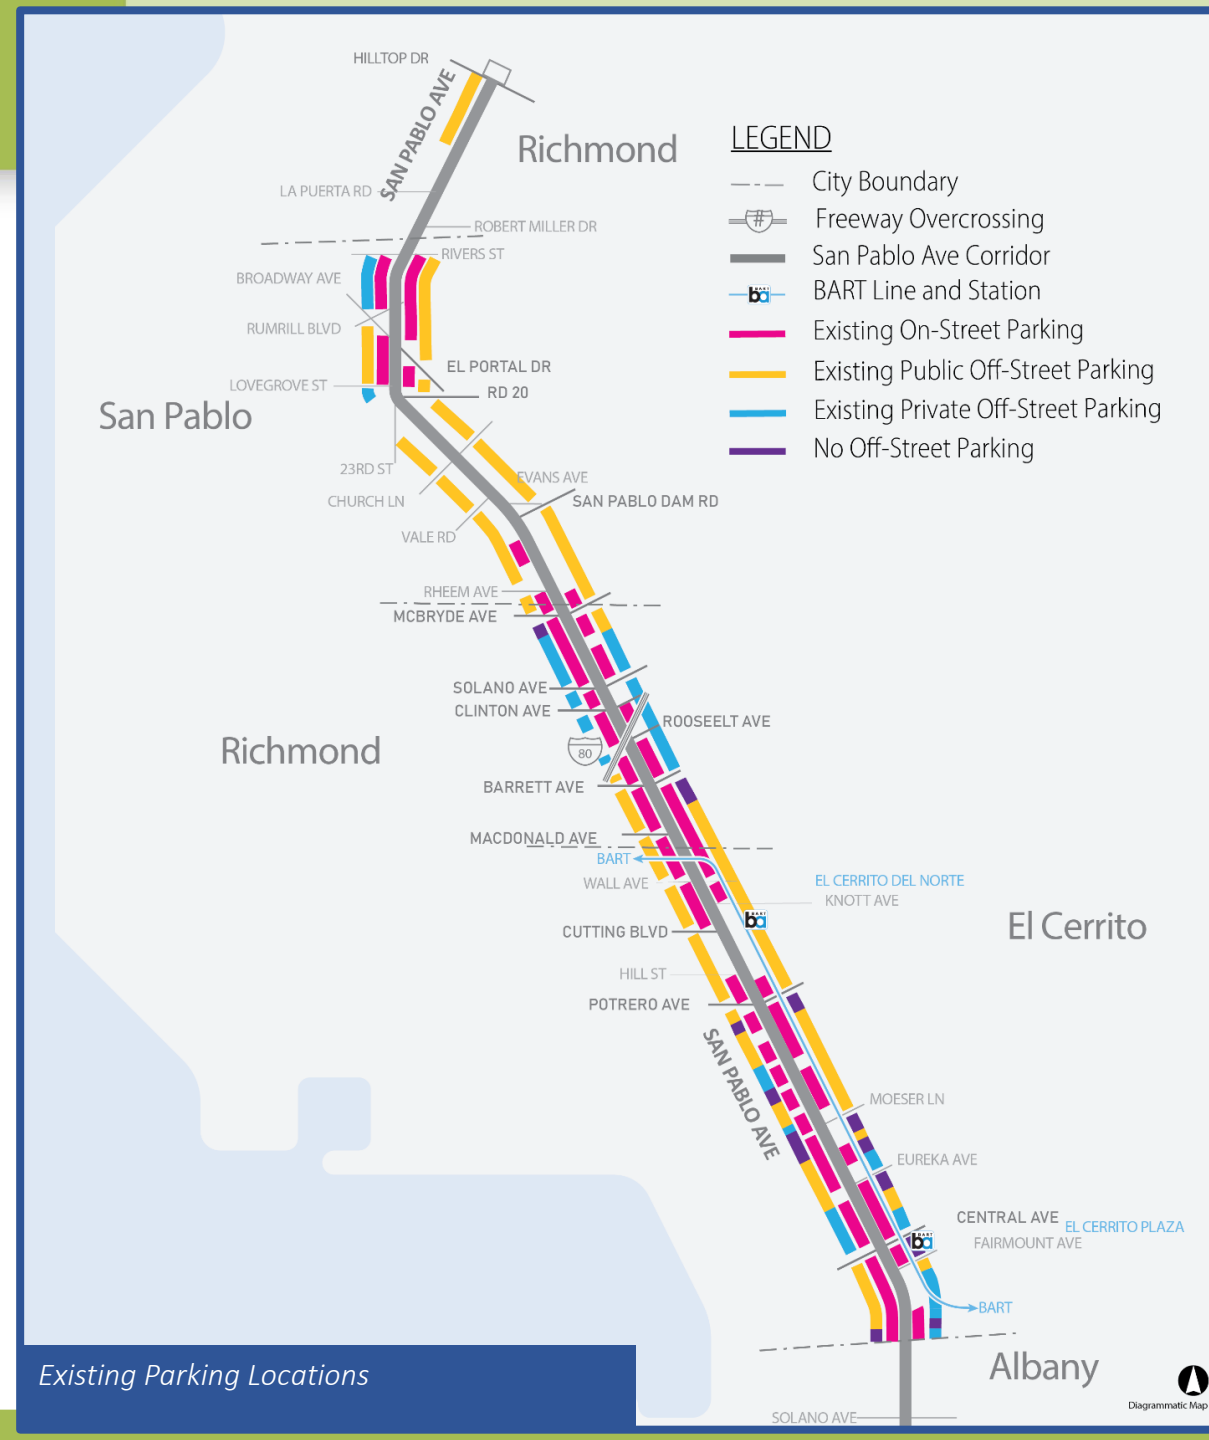 HILLTOP DR
SAN PABLO AVE
Richmond
LEGEND
City Boundary
# Freeway Overcrossing
San Pablo Ave Corridor
BART ba BART Line and Station
Existing On-Street Parking
Existing Public Off-Street Parking
Existing Private Off-Street Parking
No Off-Street Parking
LA PUERTA RD
ROBERT MILLER DR
RIVERS ST
BROADWAY AVE
RUMRILL BLVD
EL PORTAL DR
LOVEGROVE ST
RD 20
San Pablo
23RD ST
EVANS AVE
CHURCH LN
SAN PABLO DAM RD
VALE RD
RHEEM AVE
MCBRYDE AVE
SOLANO AVE
CLINTON AVE
ROOSEELT AVE
Richmond
80
BARRETT AVE
MACDONALD AVE
BART
WALL AVE
EL CERRITO DEL NORTE
KNOTT AVE
BART ba
El Cerrito
CUTTING BLVD
HILL ST
POTRERO AVE
SAN PABLO AVE
MOESER LN
EUREKA AVE
CENTRAL AVE
EL CERRITO PLAZA
BART ba
FAIRMOUNT AVE
BART
Albany
Existing Parking Locations
Diagrammatic Map
SOLANO AVE